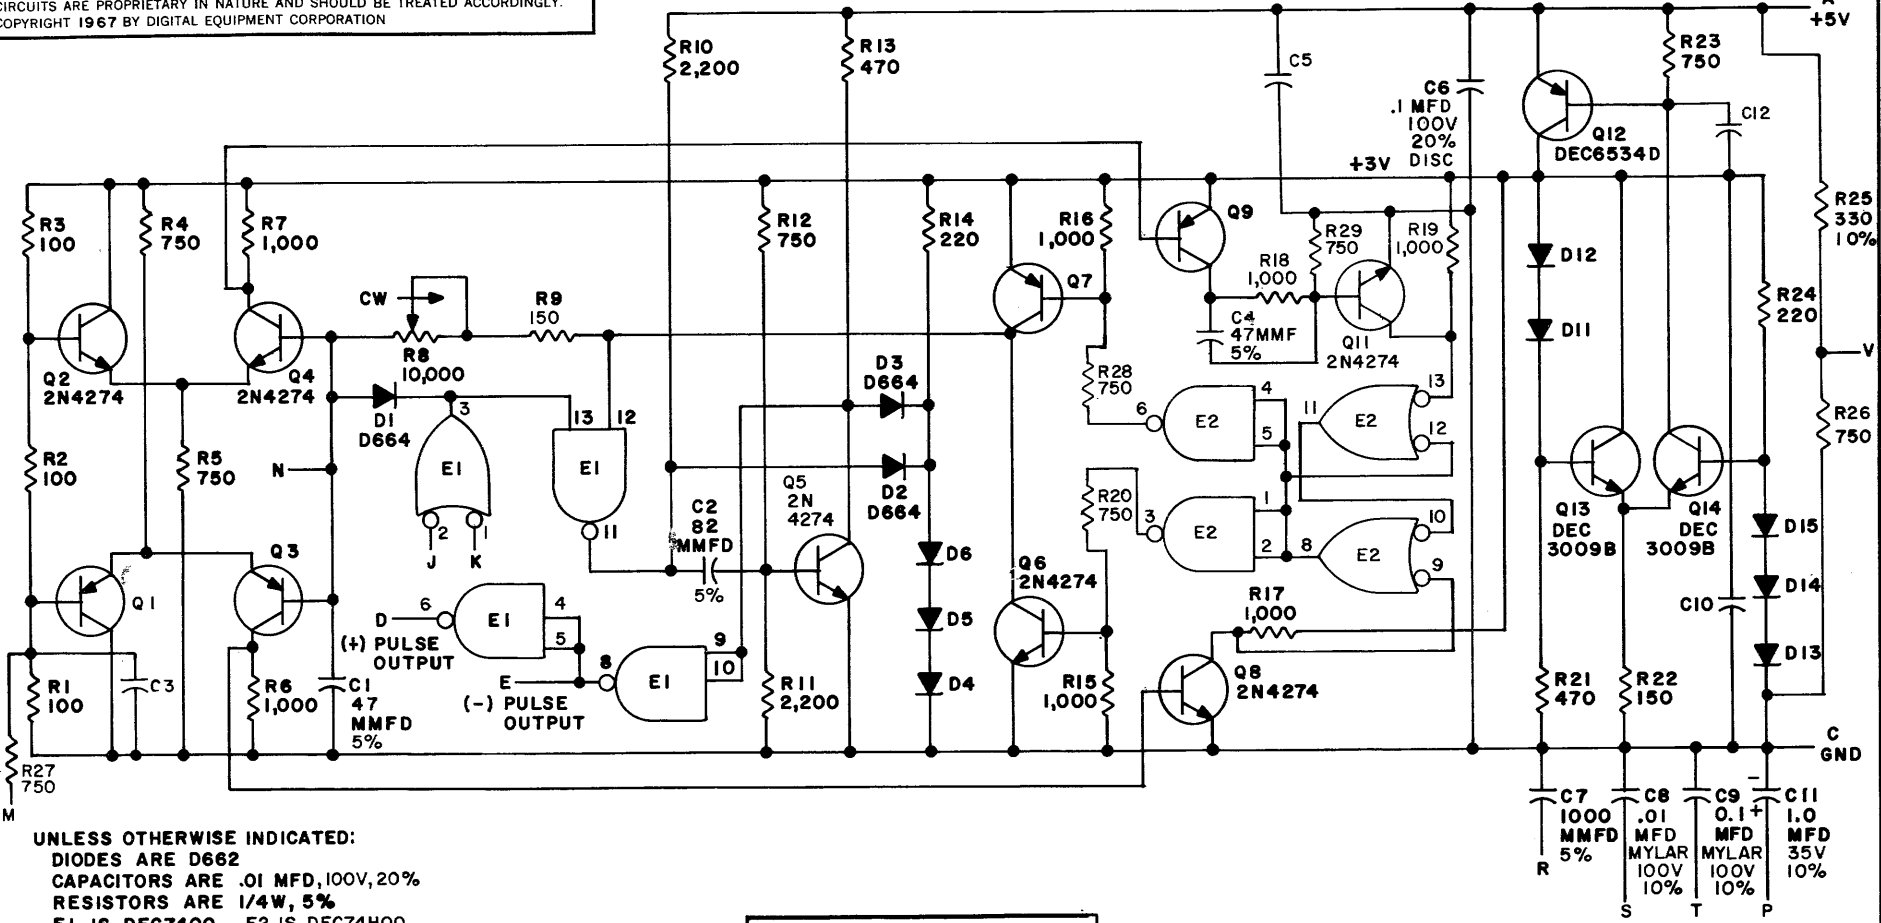 CIRCUITS ARE PROPRIETARY IN NATURE AND SHOULD BE TREATED ACCORDINGLY.
COPYRIGHT 1967 BY DIGITAL EQUIPMENT CORPORATION
A
+5V
R10
2,200
R13
470
C5
C6
.1 MFD
100V
20%
DISC
R23
750
C12
Q12
DEC6534D
+3V
R3
100
R4
750
R7
1,000
R12
750
R14
220
R16
1,000
Q9
R29
750
R19
1,000
R18
1,000
D12
R25
330
10%
Q7
R24
220
CW
R9
150
C4
47MMF
5%
Q11
2N4274
D11
V
Q2
2N4274
Q4
2N4274
R8
10,000
D3
D664
R28
750
D1
D664
3
13
12
6
4
5
E2
11
E2
13
12
R26
750
R2
100
R5
750
N
E1
E1
D2
D664
Q5
2N
4274
C2
82
MMFD
5%
2
1
J
K
11
R20
750
3
1
2
E2
8
E2
10
9
Q13
DEC
3009B
Q14
DEC
3009B
D15
Q3
D6
Q6
2N4274
Q1
D
6
E1
4
5
(+) PULSE
OUTPUT
D5
R17
1,000
C10
D14
8
9
10
E1
E
(-) PULSE
OUTPUT
D13
R1
100
C3
R6
1,000
C1
47
MMFD
5%
R11
2,200
D4
R15
1,000
Q8
2N4274
R21
470
R22
150
C
GND
R27
750
M
C7
1000
MMFD
5%
R
C8
.01
MFD
MYLAR
100V
10%
S
C9
0.1
MFD
MYLAR
100V
10%
T
-
+
C11
1.0
MFD
35V
10%
P
UNLESS OTHERWISE INDICATED:
DIODES ARE D662
CAPACITORS ARE .01 MFD, 100V, 20%
RESISTORS ARE 1/4W, 5%
E1 IS DEC7400 E2 IS DEC74H00